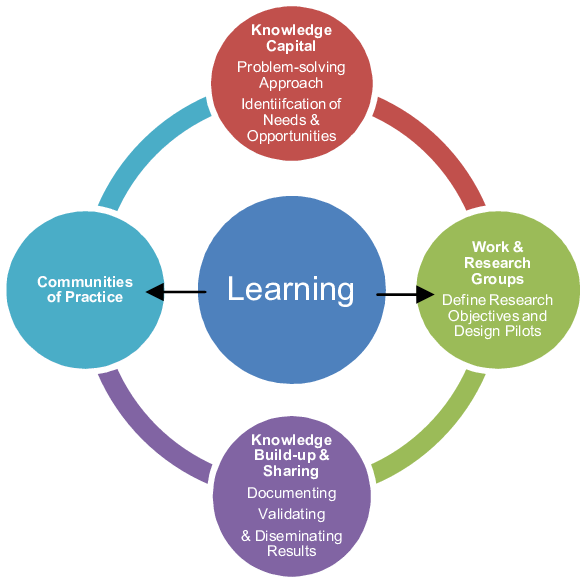 Knowledge
Capital
Problem-solving
Approach
Identiifcation of
Needs &
Opportunities
Communities
of Practice
Learning
Work &
Research
Groups
Define Research
Objectives and
Design Pilots
Knowledge
Build-up &
Sharing
Documenting
Validating
& Diseminating
Results